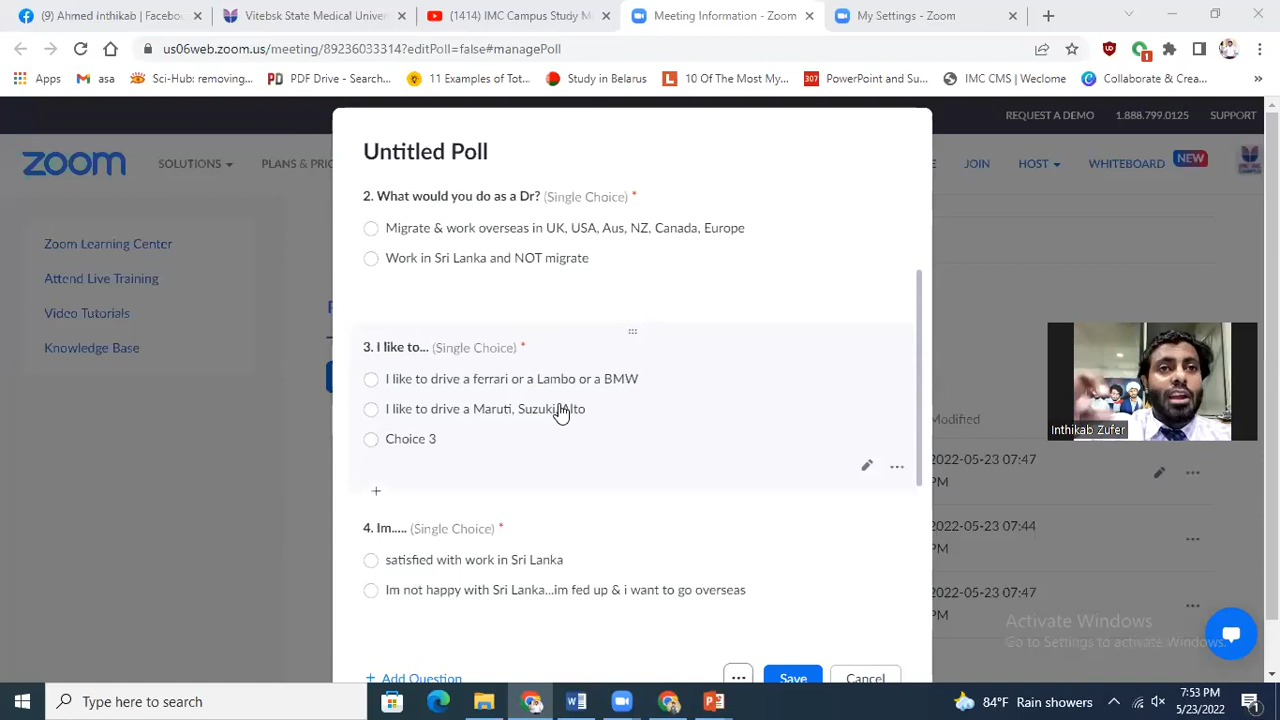 (9) Ahmed inthikab | Facebo
Vitebsk State Medical Univer
(1414) IMC Campus Study M
Meeting Information - Zoom
My Settings - Zoom
us06web.zoom.us/meeting/89236033314?editPoll=false#managePoll
Apps
asa
Sci-Hub: removing...
PDF Drive - Search...
11 Examples of Tot...
Study in Belarus
10 Of The Most My...
PowerPoint and Su...
IMC CMS | Weclome
Collaborate & Crea...
REQUEST A DEMO
1.888.799.0125
SUPPORT
zoom
SOLUTIONS
PLANS & PRIC
JOIN
HOST
WHITEBOARD
NEW
Zoom Learning Center
Attend Live Training
Video Tutorials
Knowledge Base
Untitled Poll
2. What would you do as a Dr? (Single Choice) *
Migrate & work overseas in UK, USA, Aus, NZ, Canada, Europe
Work in Sri Lanka and NOT migrate
3. I like to... (Single Choice) *
I like to drive a ferrari or a Lambo or a BMW
I like to drive a Maruti, Suzuki Alto
Choice 3
4. Im..... (Single Choice) *
satisfied with work in Sri Lanka
Im not happy with Sri Lanka...im fed up & i want to go overseas
+ Add Question
Save
Cancel
Inthikab Zufer
Modified
2022-05-23 07:47
PM
2022-05-23 07:44
PM
2022-05-23 07:47
PM
Activate Windows
Go to Settings to activate Windows.
Type here to search
84°F Rain showers
7:53 PM
5/23/2022